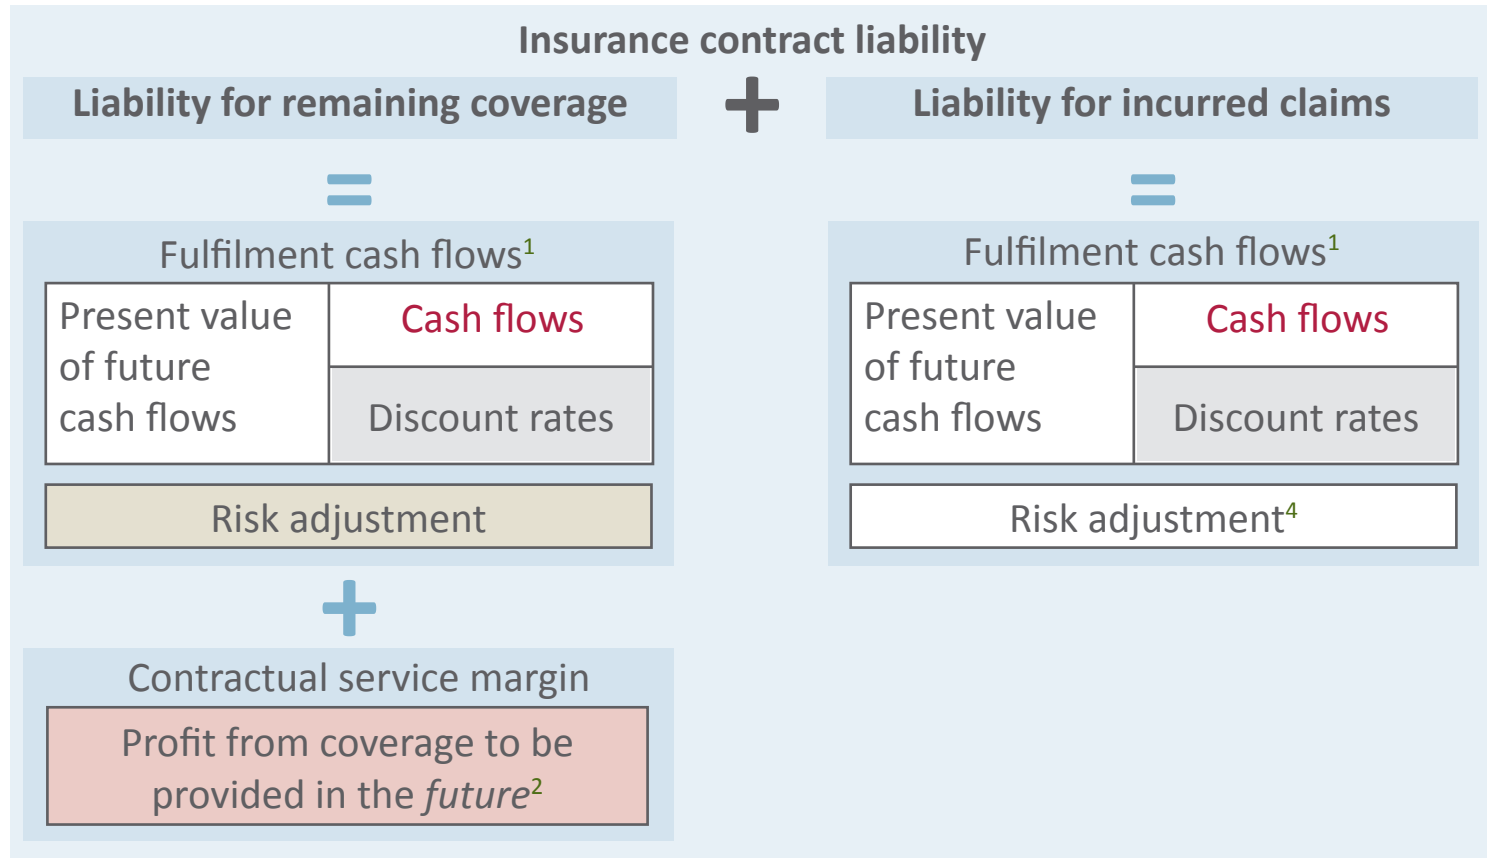 Insurance contract liability
Liability for remaining coverage
+
Liability for incurred claims
=
=
Fulfilment cash flows1
Present value
of future
cash flows
Cash flows
Discount rates
Risk adjustment
+
Contractual service margin
Profit from coverage to be
provided in the future2
Fulfilment cash flows1
Present value
of future
cash flows
Cash flows
Discount rates
Risk adjustment4